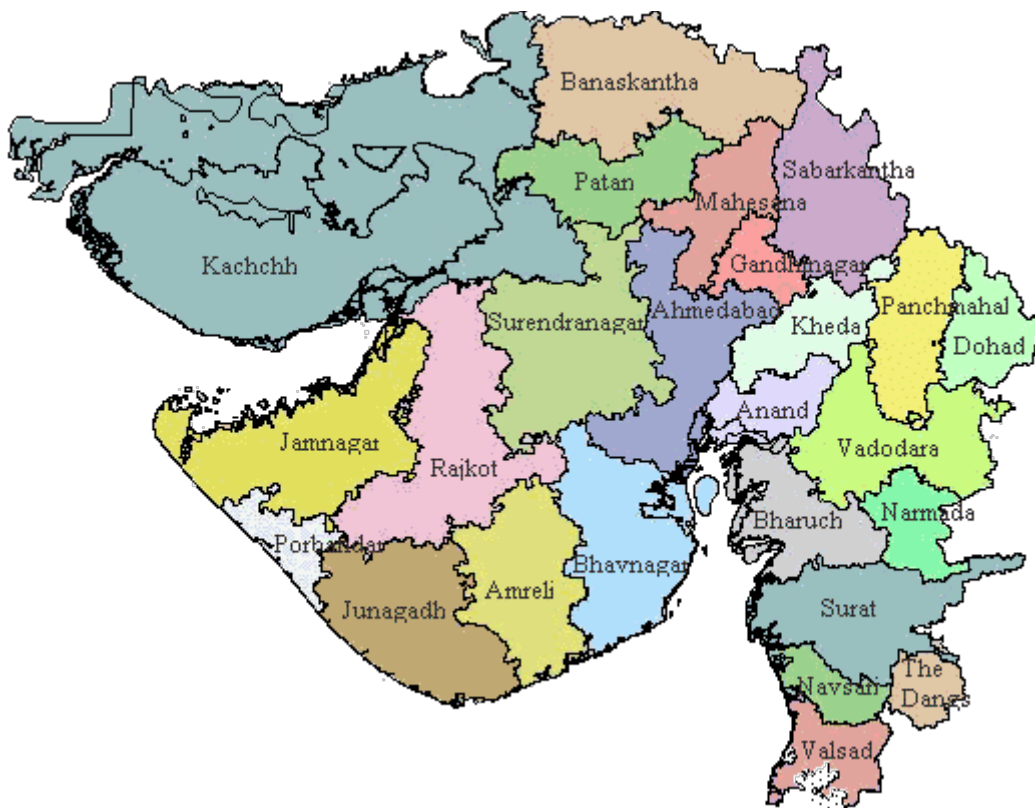 Banaskantha
Sabarkantha
Patan
Mahesana
Kachchh
Gandhinagar
Surendranagar
Ahmedabad
Kheda
Panchmahal
Dohad
Anand
Jamnagar
Rajkot
Vadodara
Bharuch
Narmada
Porbandar
Bhavnagar
Junagadh
Amreli
Surat
The
Dangs
Navsari
Valsad